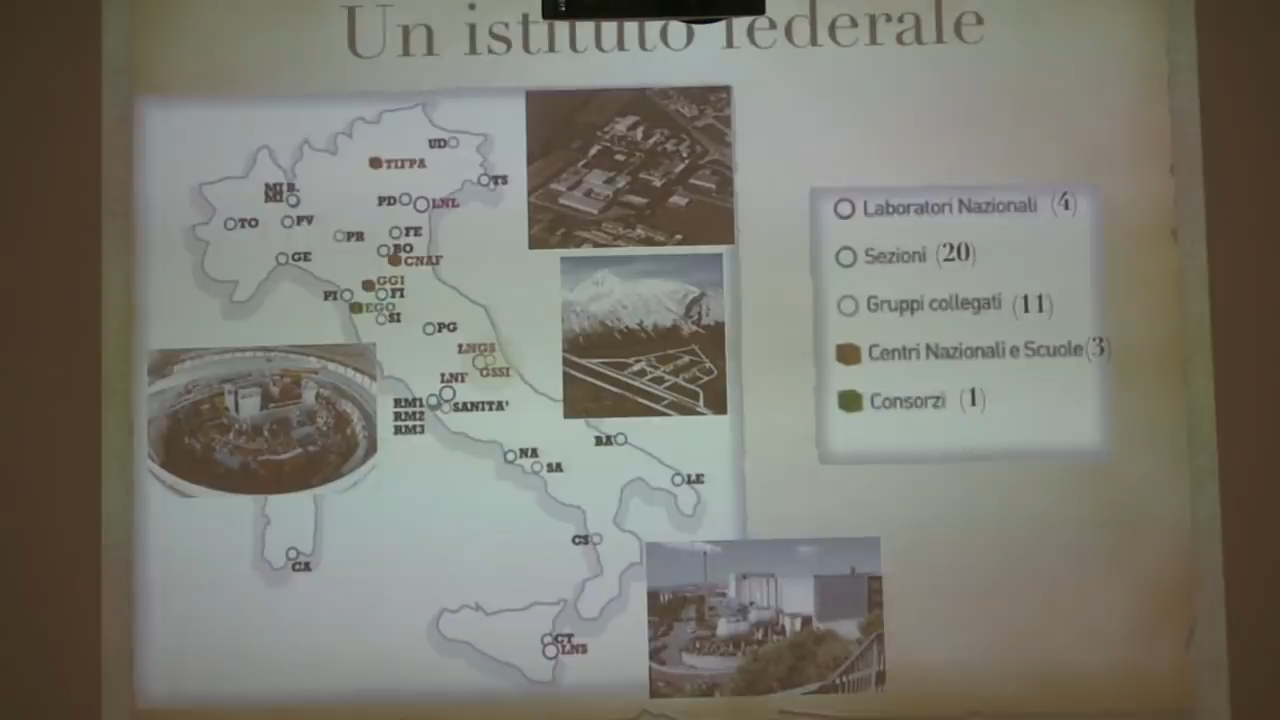 Un istituto federale
UD
TIFPA
TS
MI B.
MI
PD
LNL
TO
PV
PR
FE
BO
CNAF
GE
GGI
PI
FI
EGO
SI
PG
LNGS
GSSI
LNF
RM1
SANITA'
RM2
RM3
BA
NA
SA
LE
CS
CA
CT
LNS
Laboratori Nazionali (4)
Sezioni (20)
Gruppi collegati (11)
Centri Nazionali e Scuole(3)
Consorzi (1)